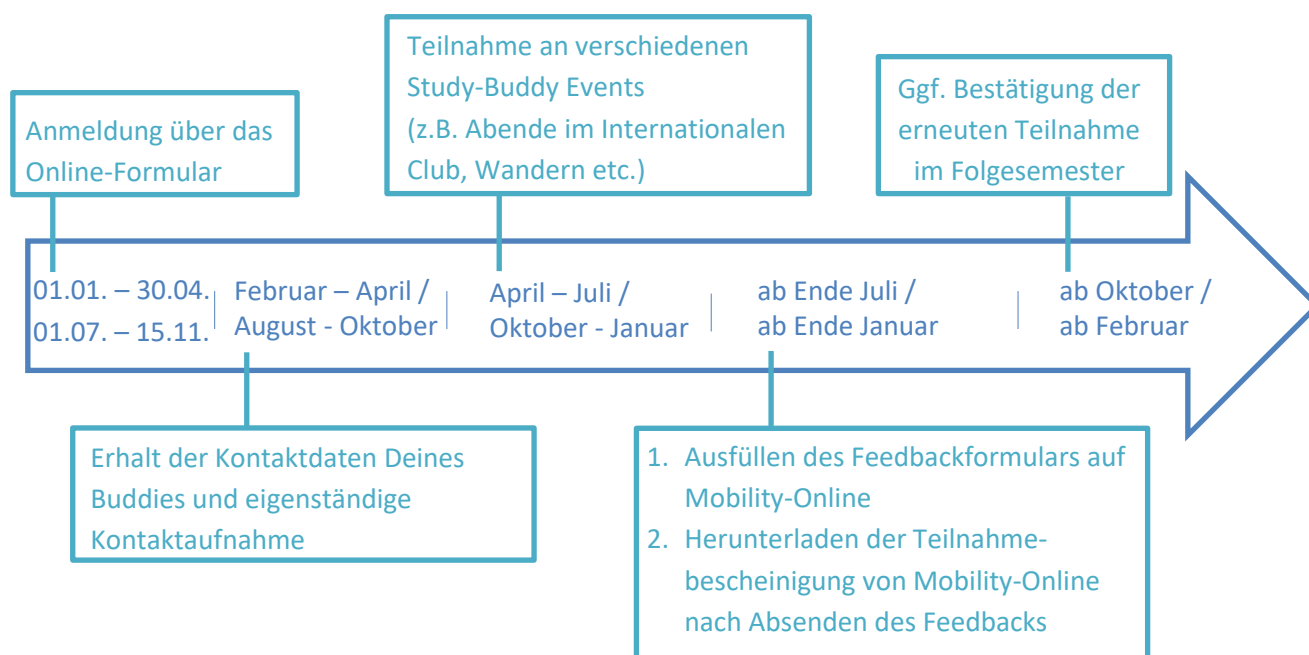 Anmeldung über das
Online-Formular
Teilnahme an verschiedenen
Study-Buddy Events
(z.B. Abende im Internationalen
Club, Wandern etc.)
Ggf. Bestätigung der
erneuten Teilnahme
im Folgesemester
01.01. – 30.04.
01.07. – 15.11.
Februar – April /
August - Oktober
April – Juli /
Oktober - Januar
ab Ende Juli /
ab Ende Januar
ab Oktober /
ab Februar
Erhalt der Kontaktdaten Deines
Buddies und eigenständige
Kontaktaufnahme
1. Ausfüllen des Feedbackformulars auf
Mobility-Online
2. Herunterladen der Teilnahme-
bescheinigung von Mobility-Online
nach Absenden des Feedbacks